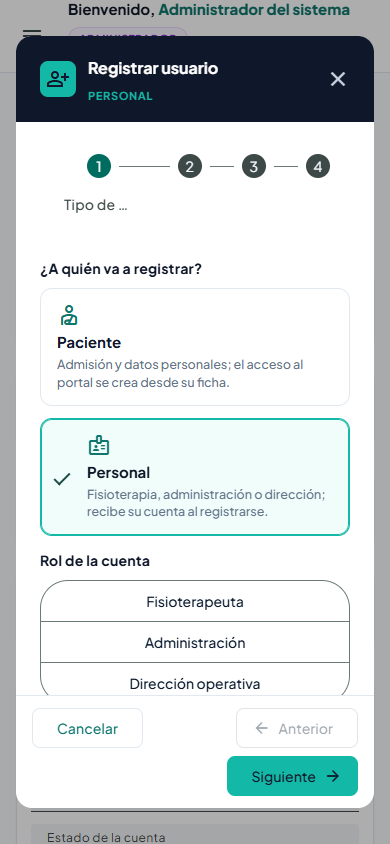 Bienvenido, Administrador del sistema
ADMINISTRADOR
Registrar usuario
PERSONAL
1
2
3
4
Tipo de ...
¿A quién va a registrar?
Paciente
Admisión y datos personales; el acceso al
portal se crea desde su ficha.
Personal
Fisioterapia, administración o dirección;
recibe su cuenta al registrarse.
Rol de la cuenta
Fisioterapeuta
Administración
Dirección operativa
Cancelar
Anterior
Siguiente
Estado de la cuenta